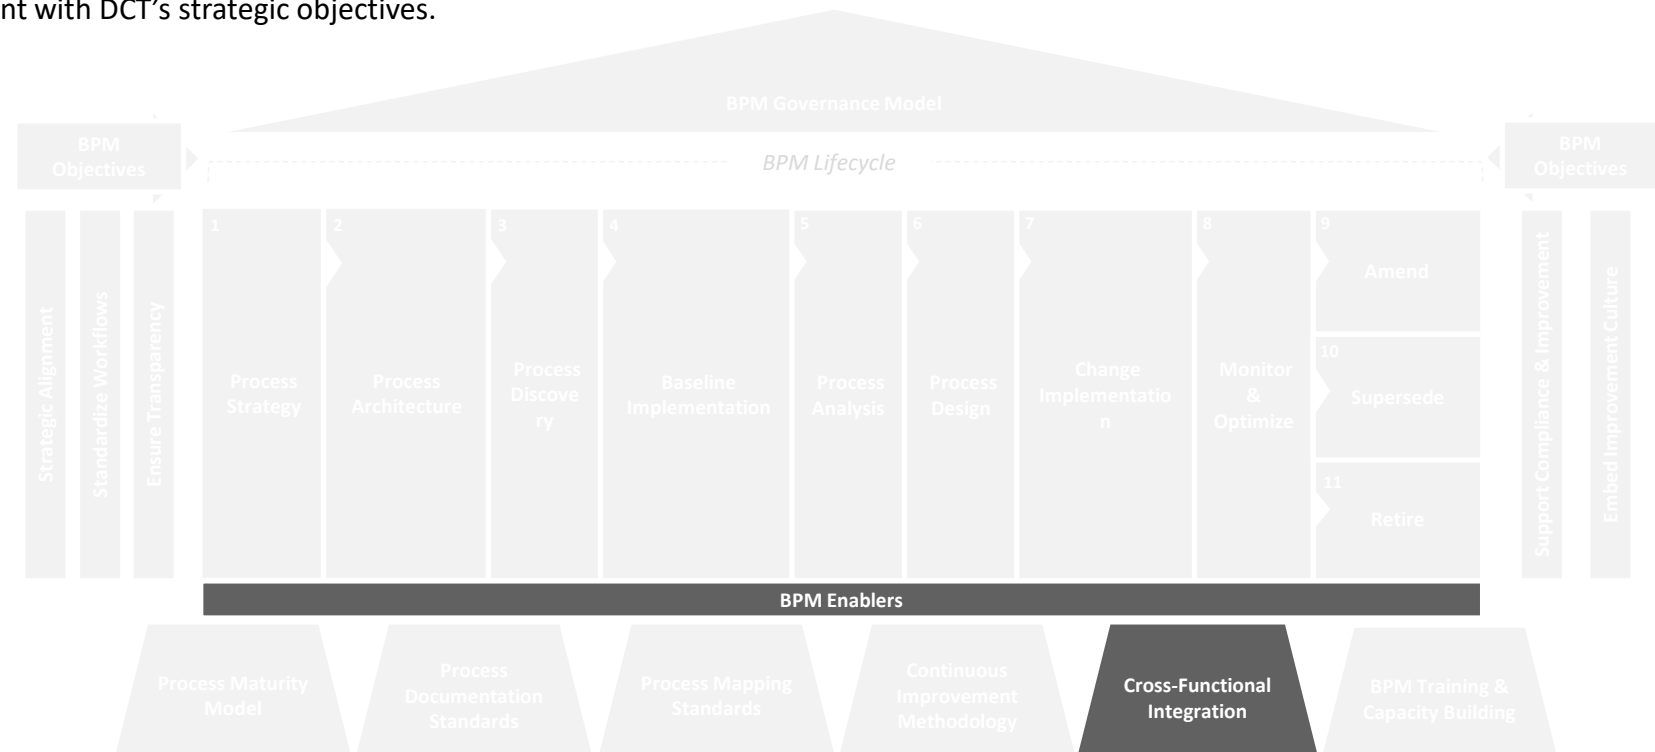 nt with DCT's strategic objectives.
BPM Governance Model
BPM
Objectives
BPM Lifecycle
BPM
Objectives
Strategic Alignment
Standardize Workflows
Ensure Transparency
1
Process
Strategy
2
Process
Architecture
3
Process
Discove
ry
4
Baseline
Implementation
5
Process
Analysis
6
Process
Design
7
Change
Implementatio
n
8
Monitor
&
Optimize
9
Amend
10
Supersede
11
Retire
Support Compliance & Improvement
Embed Improvement Culture
BPM Enablers
Process Maturity
Model
Process
Documentation
Standards
Process Mapping
Standards
Continuous
Improvement
Methodology
Cross-Functional
Integration
BPM Training &
Capacity Building